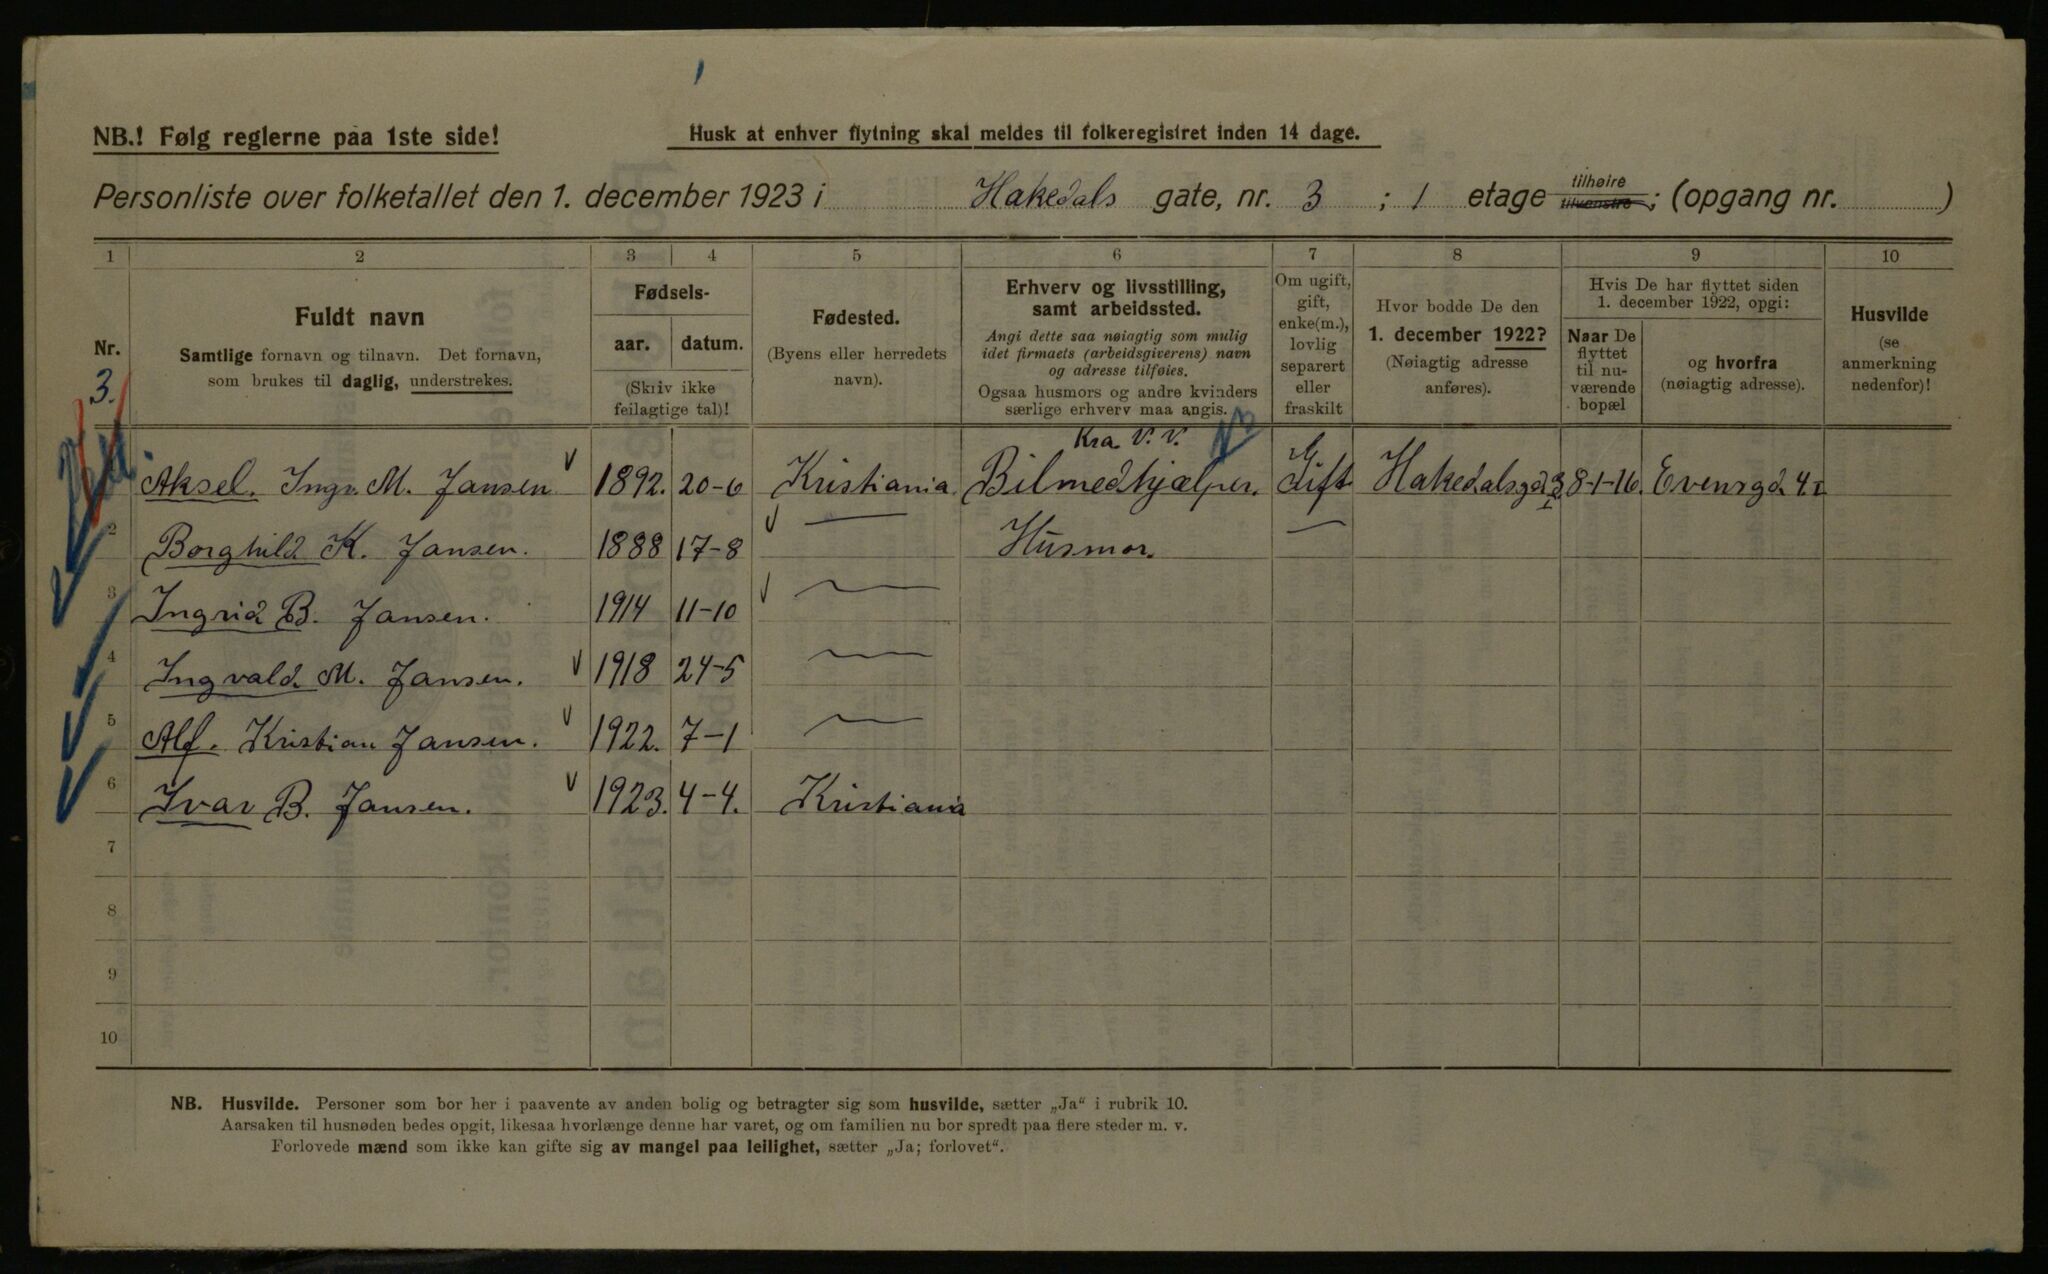 NB.! Følg reglerne paa 1ste side!
Husk at enhver flytning skal meldes til folkeregistret inden 14 dage.
Personliste over folketallet den 1. december 1923 i Hakedals gate, nr. 3 ; 1 etage tilhøire tilvenstre; (opgang nr. )
1 2 3 4 5 6 7 8 9 10
Nr.
3.
Fuldt navn
Samtlige fornavn og tilnavn. Det fornavn,
som brukes til daglig, understrekes.
Fødsels-
aar. datum.
(Skriv ikke
feilagtige tal)!
Fødested.
(Byens eller herredets
navn).
Erhverv og livsstilling,
samt arbeidssted.
Angi dette saa nøiagtig som mulig
idet firmaets (arbeidsgiverens) navn
og adresse tilføies.
Ogsaa husmors og andre kvinders
særlige erhverv maa angis.
Om ugift,
gift,
enke(m.),
lovlig
separert
eller
fraskilt
Hvor bodde De den
1. december 1922?
(Nøiagtig adresse
anføres).
Hvis De har flyttet siden
1. december 1922, opgi:
Naar De
flyttet
til nu-
værende
bopæl
og hvorfra
(nøiagtig adresse).
Husvilde
(se
anmerkning
nedenfor)!
Kra. V. V.
Aksel. Ingv. M. Jansen 1892. 20-6 Kristiania. Bilmedhjælper. Gift Hakedalsgd 3 I 8-1-16. Evensgd 4 I
2 Borghild K. Jansen. 1888 17-8 — Husmor. —
3 Ingrid B. Jansen. 1914 11-10 —
4 Ingvald M. Jansen. 1918 24-5 —
5 Alf. Kristian Jansen. 1922. 7-1 —
6 Ivar B. Jansen. 1923. 4-4. Kristiania
7
8
9
10
NB. Husvilde. Personer som bor her i paavente av anden bolig og betragter sig som husvilde, sætter „Ja“ i rubrik 10.
Aarsaken til husnøden bedes opgit, likesaa hvorlænge denne har varet, og om familien nu bor spredt paa flere steder m. v.
Forlovede mænd som ikke kan gifte sig av mangel paa leilighet, sætter „Ja; forlovet“.